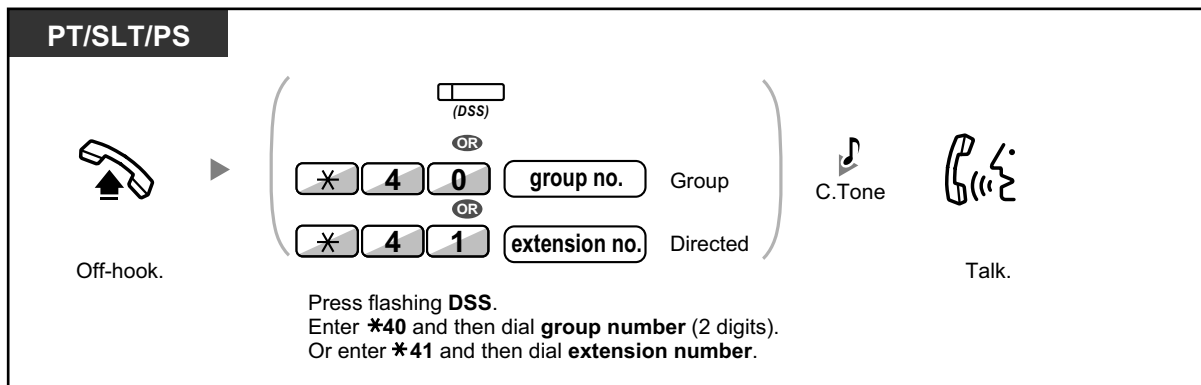 PT/SLT/PS
(DSS)
OR
* 4 0 group no. Group
OR
* 4 1 extension no. Directed
C.Tone
Off-hook.
Talk.
Press flashing DSS.
Enter *40 and then dial group number (2 digits).
Or enter *41 and then dial extension number.